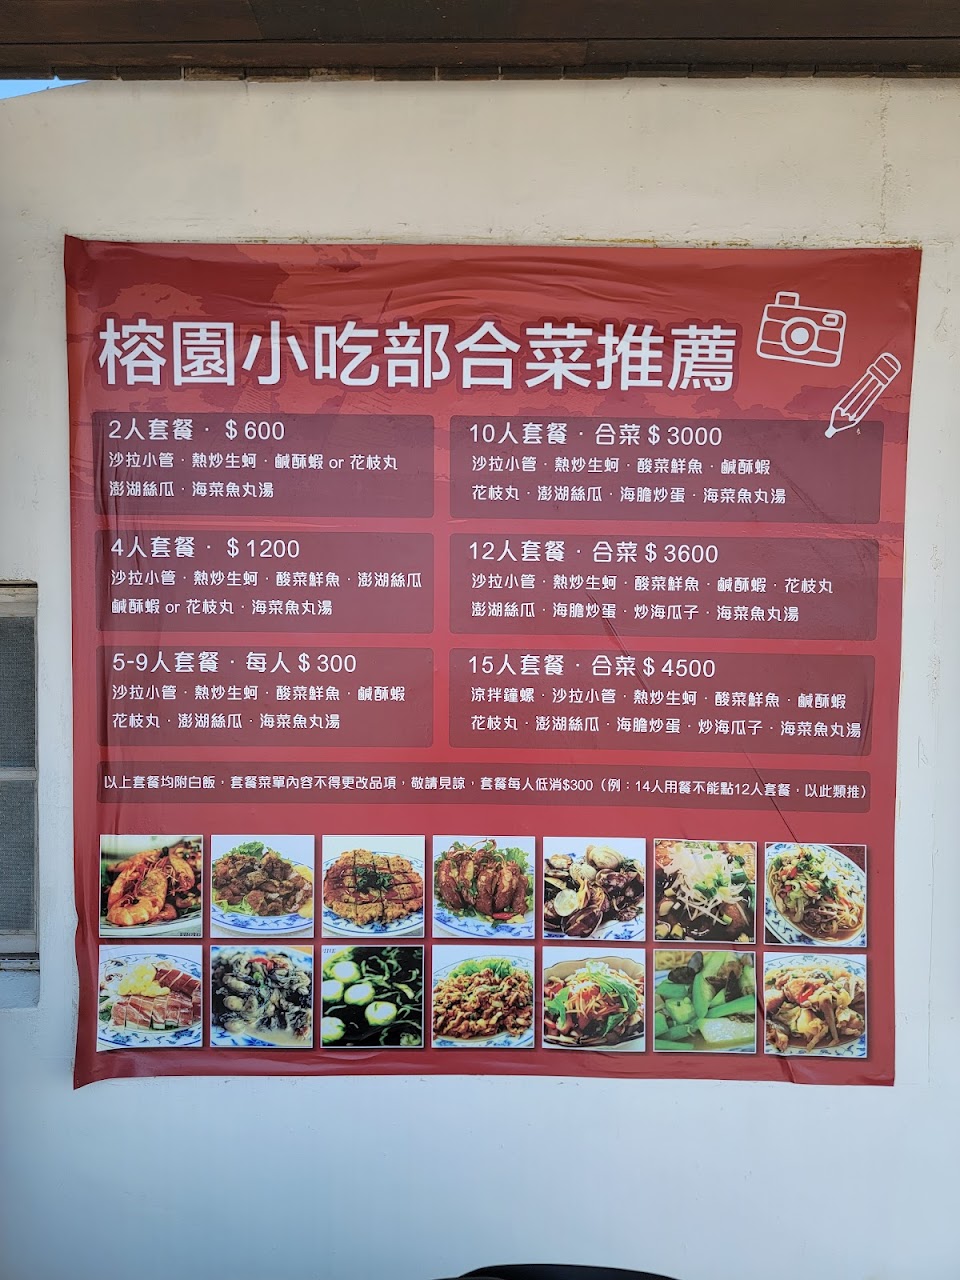 榕園小吃部合菜推薦
2人套餐．＄600
沙拉小管．熱炒生蚵．鹹酥蝦 or 花枝丸
澎湖絲瓜．海菜魚丸湯
4人套餐．＄1200
沙拉小管．熱炒生蚵．酸菜鮮魚．澎湖絲瓜
鹹酥蝦 or 花枝丸．海菜魚丸湯
5-9人套餐．每人＄300
沙拉小管．熱炒生蚵．酸菜鮮魚．鹹酥蝦
花枝丸．澎湖絲瓜．海菜魚丸湯
10人套餐．合菜＄3000
沙拉小管．熱炒生蚵．酸菜鮮魚．鹹酥蝦
花枝丸．澎湖絲瓜．海膽炒蛋．海菜魚丸湯
12人套餐．合菜＄3600
沙拉小管．熱炒生蚵．酸菜鮮魚．鹹酥蝦．花枝丸
澎湖絲瓜．海膽炒蛋．炒海瓜子．海菜魚丸湯
15人套餐．合菜＄4500
涼拌鐘螺．沙拉小管．熱炒生蚵．酸菜鮮魚．鹹酥蝦
花枝丸．澎湖絲瓜．海膽炒蛋．炒海瓜子．海菜魚丸湯
以上套餐均附白飯，套餐菜單內容不得更改品項，敬請見諒，套餐每人低消$300（例：14人用餐不能點12人套餐，以此類推）